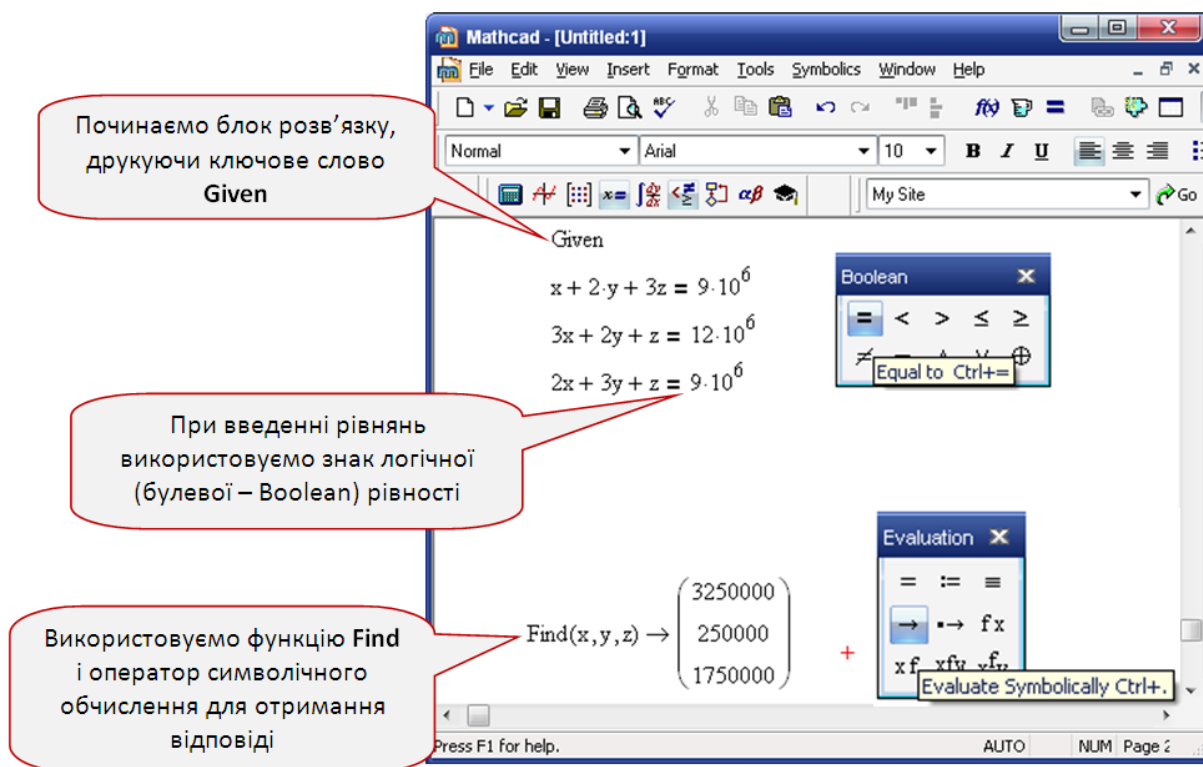 Mathcad - [Untitled:1]
File Edit View Insert Format Tools Symbolics Window Help
Normal Arial 10 B I U
My Site Go
Починаємо блок розв’язку,
друкуючи ключове слово
Given
Given
x + 2·y + 3z = 9·10^6
3x + 2y + z = 12·10^6
2x + 3y + z = 9·10^6
Boolean
= < > ≤ ≥
Equal to Ctrl+=
При введенні рівнянь
використовуємо знак логічної
(булевої – Boolean) рівності
Evaluation
= := ≡
→ ▪→ f x
Evaluate Symbolically Ctrl+.
Використовуємо функцію Find
і оператор символічного
обчислення для отримання
відповіді
Find(x,y,z) →
3250000
250000
1750000
Press F1 for help. AUTO NUM Page 2